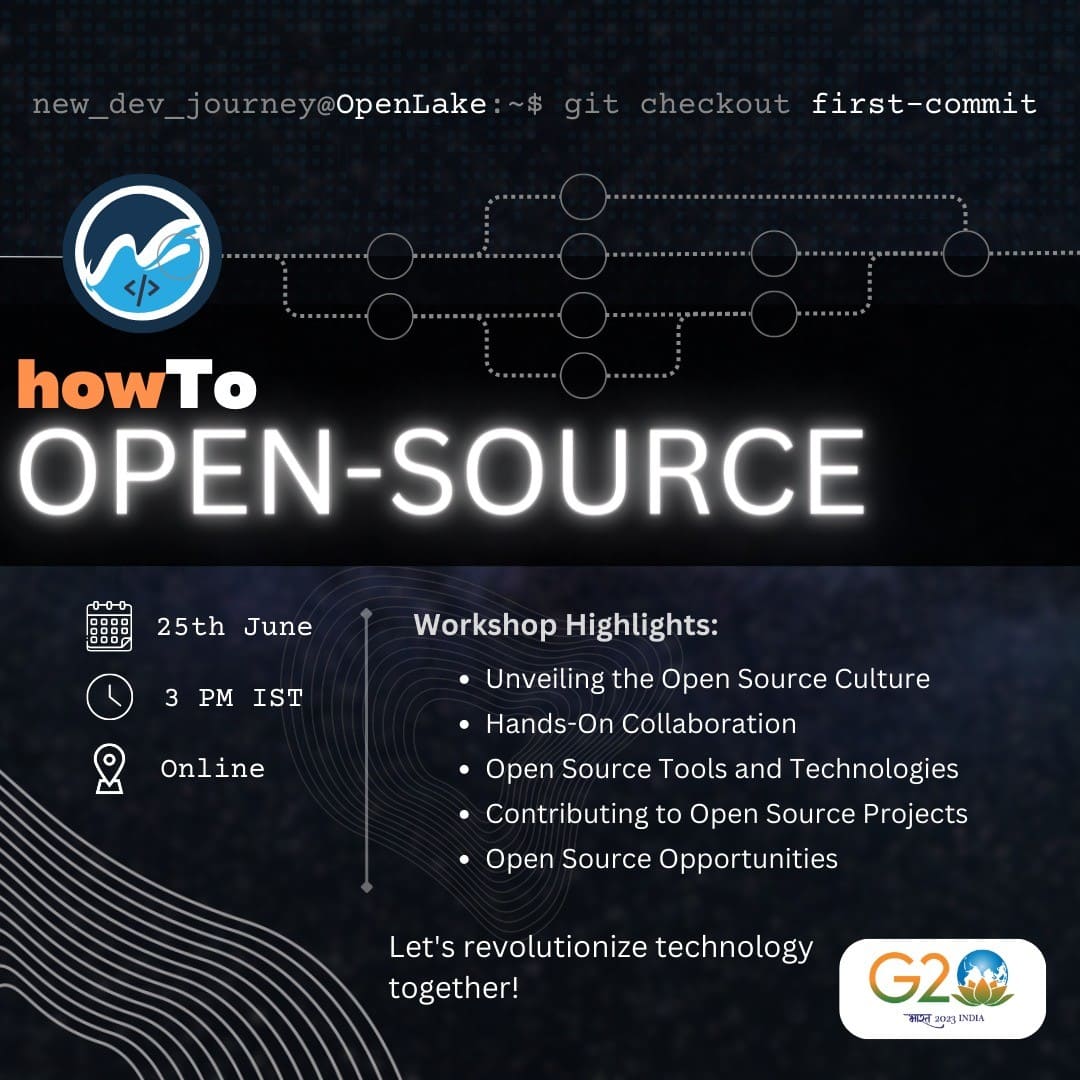 new_dev_journey@OpenLake:~$ git checkout first-commit
</>
howTo
OPEN-SOURCE
25th June
3 PM IST
Online
Workshop Highlights:
• Unveiling the Open Source Culture
• Hands-On Collaboration
• Open Source Tools and Technologies
• Contributing to Open Source Projects
• Open Source Opportunities
Let's revolutionize technology
together!
G20
भारत 2023 INDIA